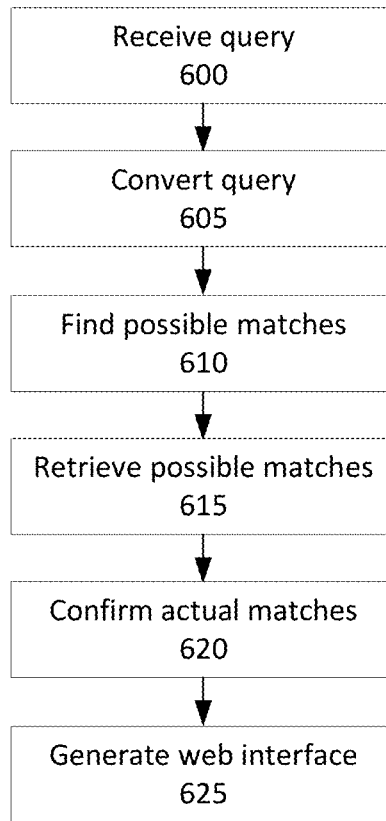 Receive query
600
Convert query
605
Find possible matches
610
Retrieve possible matches
615
Confirm actual matches
620
Generate web interface
625